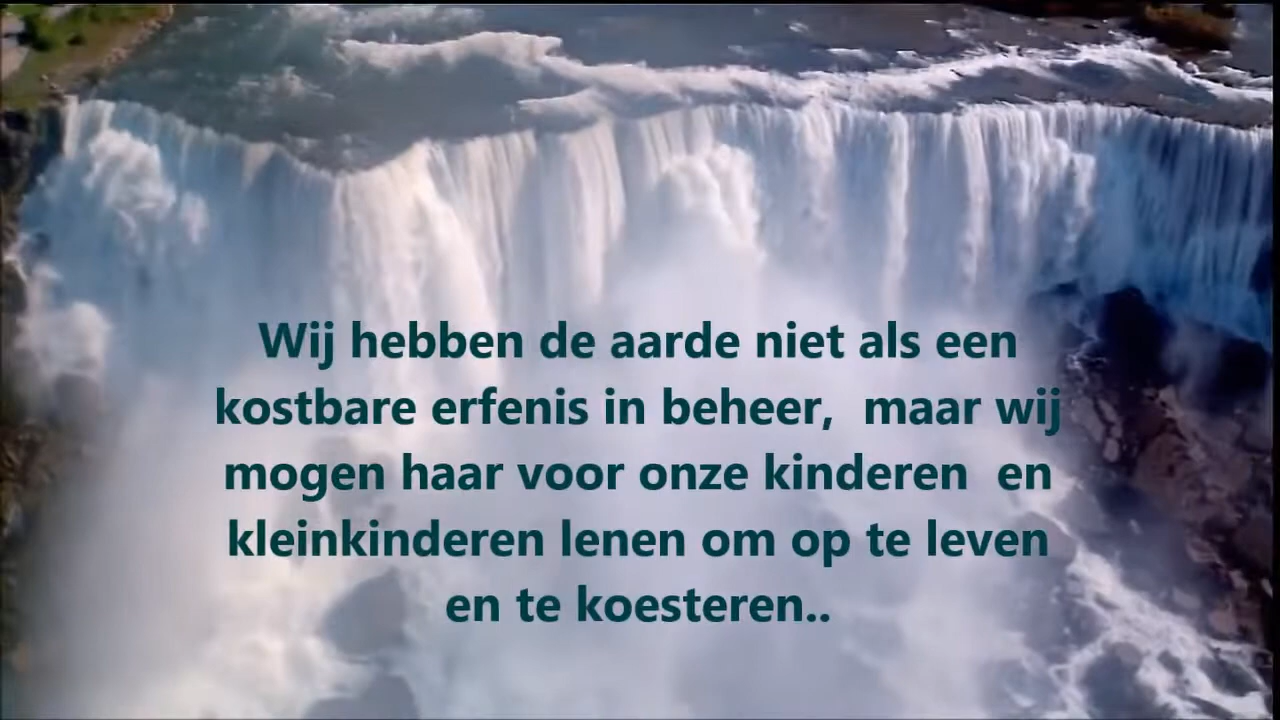 Wij hebben de aarde niet als een
kostbare erfenis in beheer,  maar wij
mogen haar voor onze kinderen  en
kleinkinderen lenen om op te leven
en te koesteren..